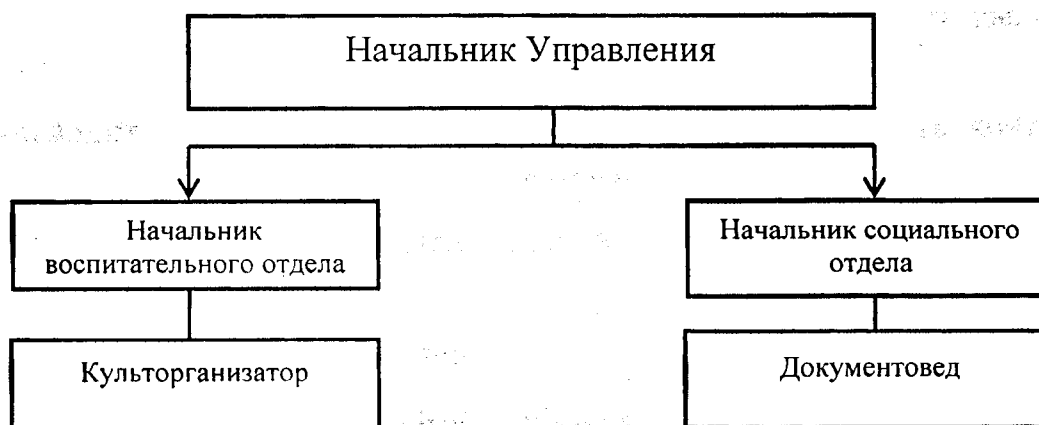 Начальник Управления
Начальник
воспитательного отдела
Начальник социального
отдела
Культорганизатор
Документовед